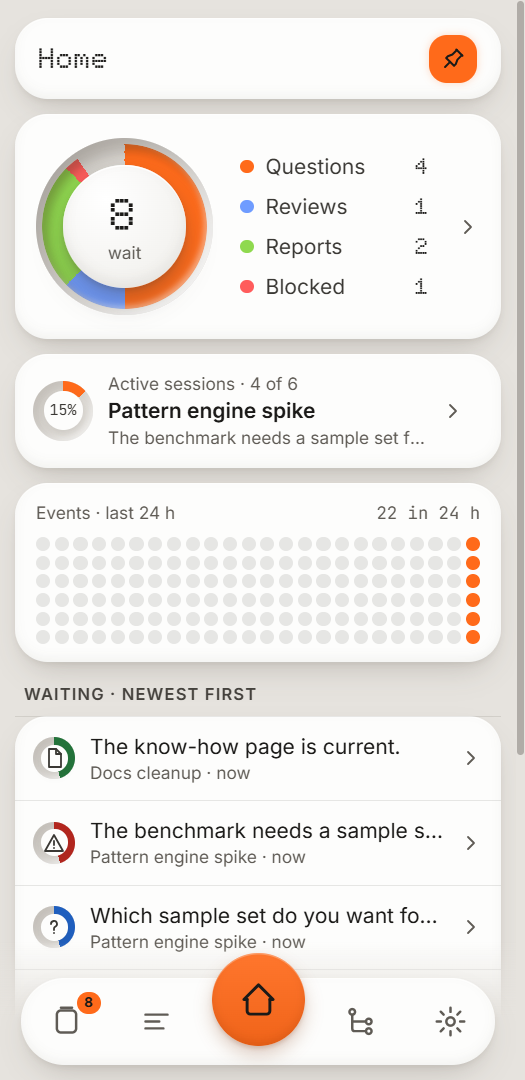 Home
8
wait
Questions 4
Reviews 1
Reports 2
Blocked 1
15%
Active sessions · 4 of 6
Pattern engine spike
The benchmark needs a sample set f…
Events · last 24 h 22 in 24 h
WAITING · NEWEST FIRST
The know-how page is current.
Docs cleanup · now
The benchmark needs a sample s…
Pattern engine spike · now
?
Which sample set do you want fo…
Pattern engine spike · now
8